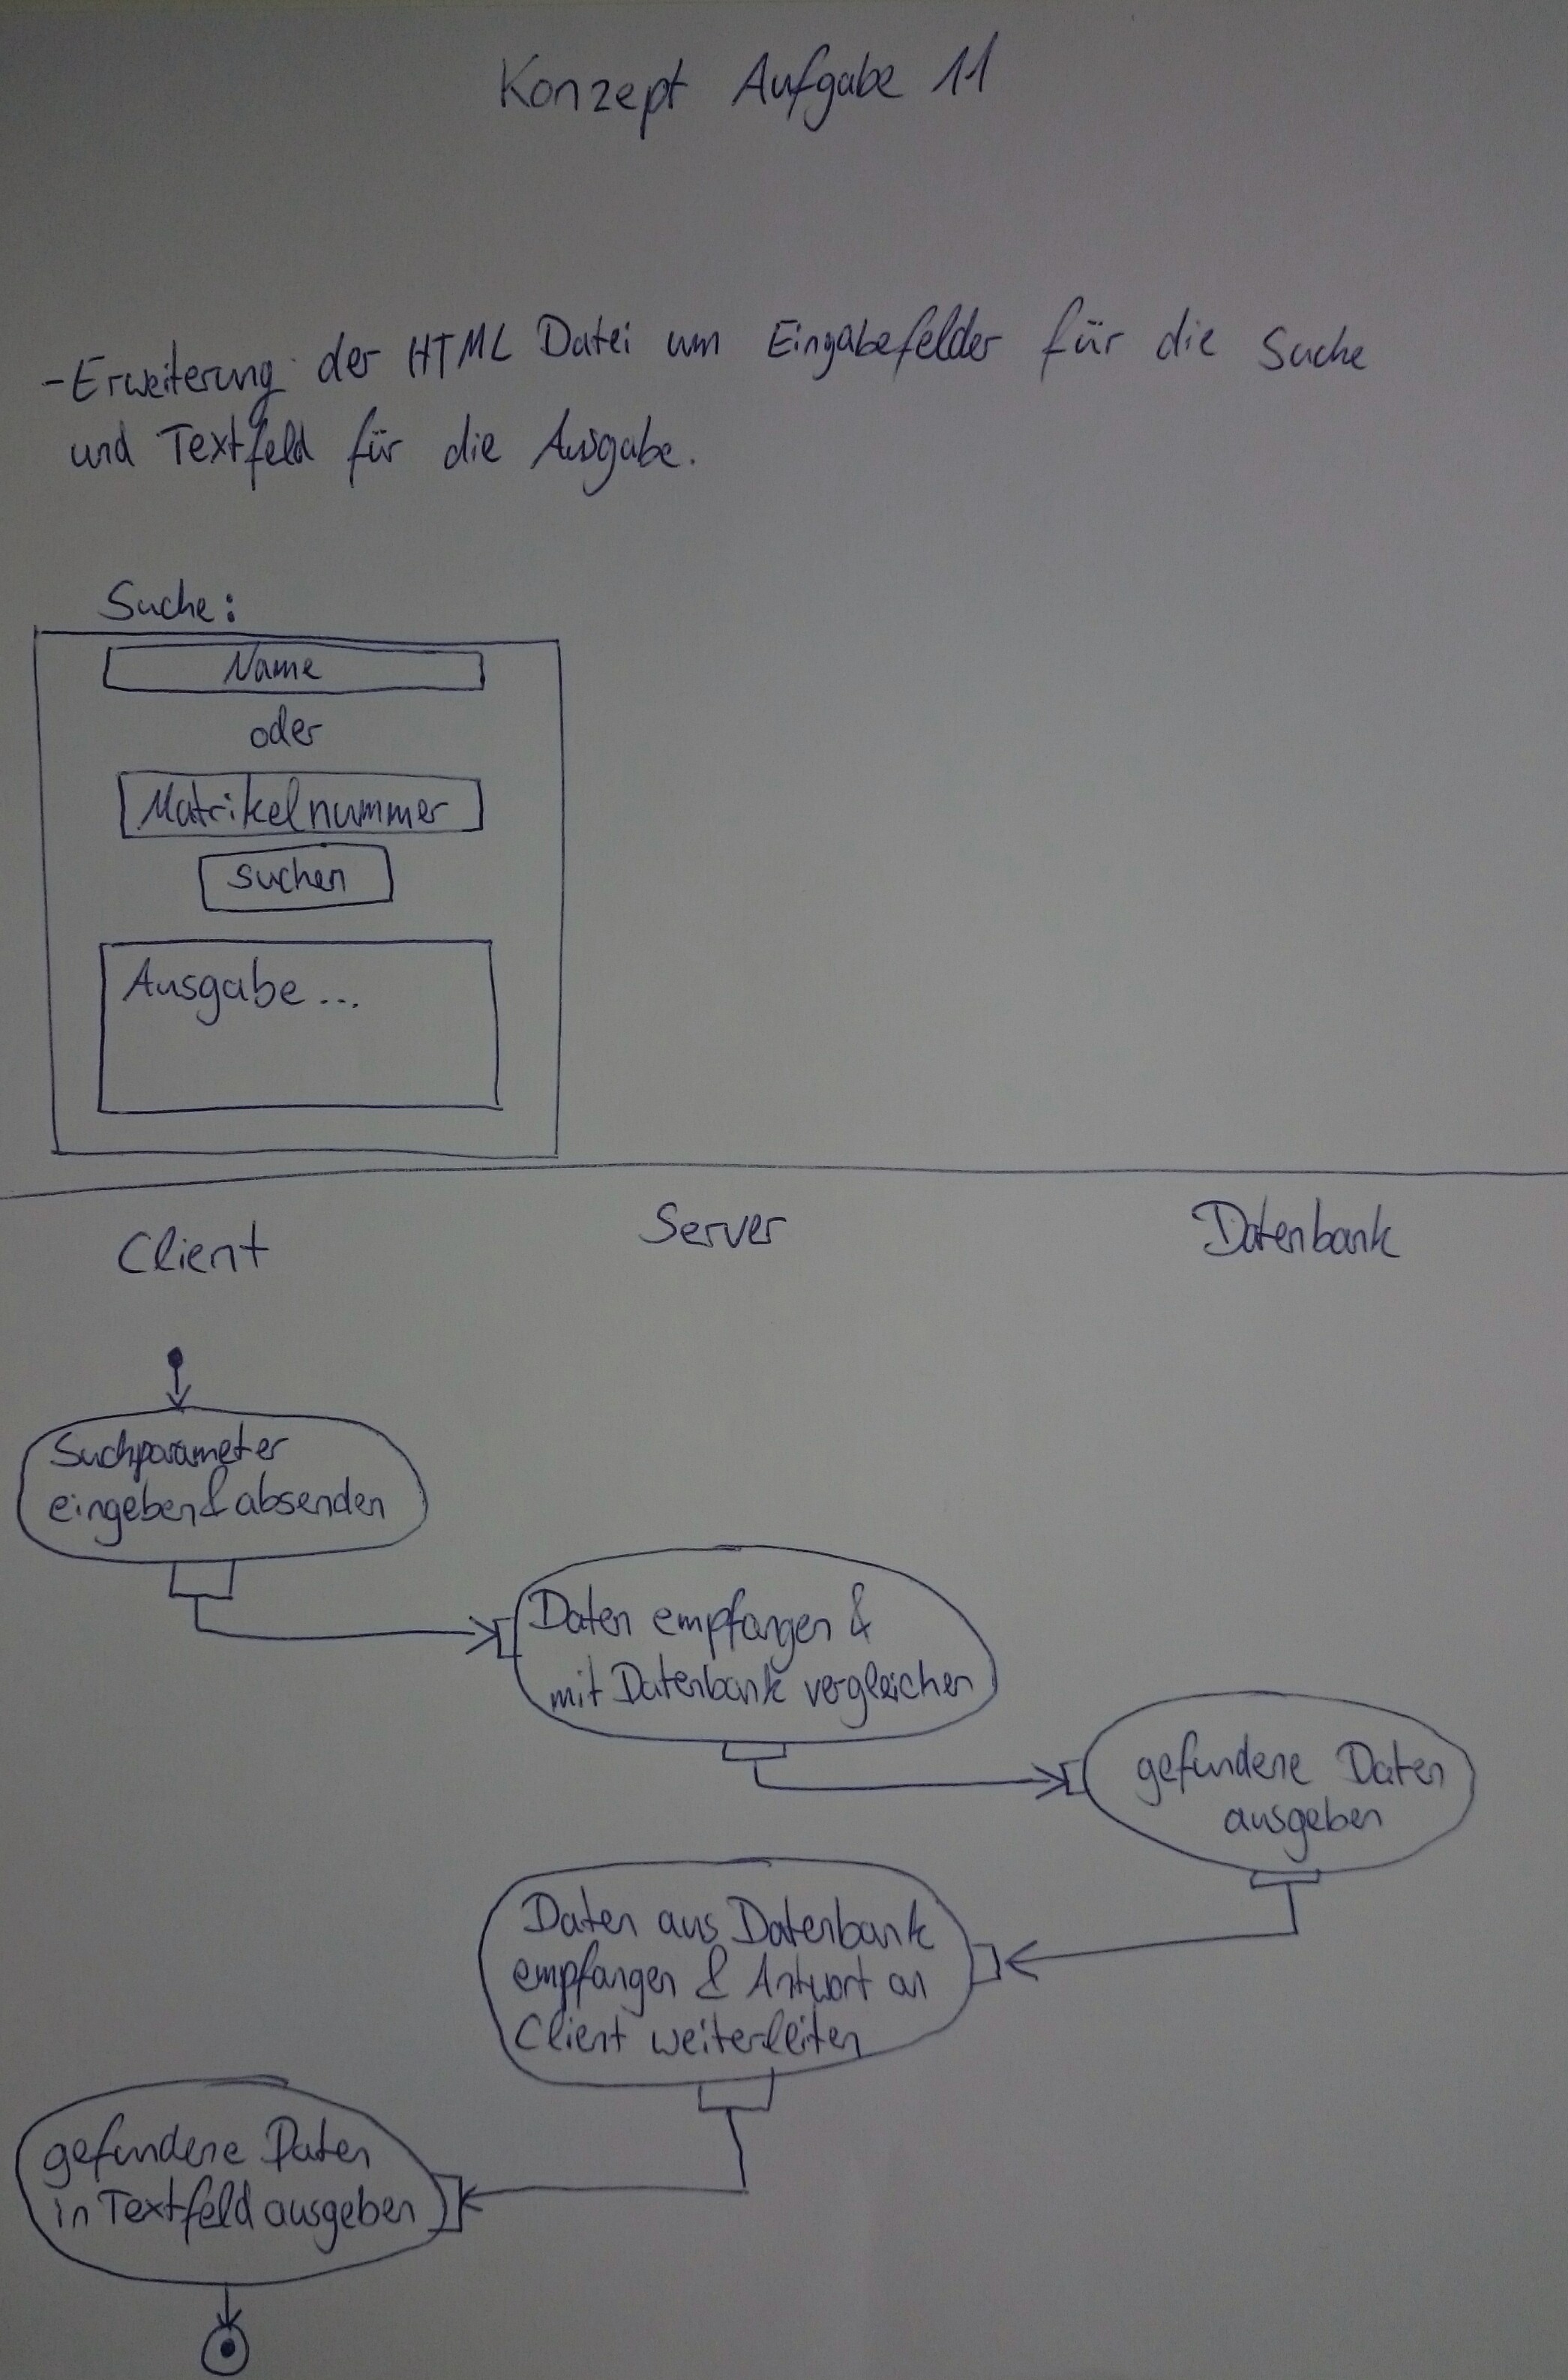 Konzept Aufgabe 11
- Erweiterung der HTML Datei um Eingabefelder für die Suche
und Textfeld für die Ausgabe.
Suche:
Name
oder
Matrikelnummer
suchen
Ausgabe...
Client Server Datenbank
Suchparameter
eingeben & absenden
Daten empfangen &
mit Datenbank vergleichen
gefundene Daten
ausgeben
Daten aus Datenbank
empfangen & Antwort an
Client weiterleiten
gefundene Daten
in Textfeld ausgeben